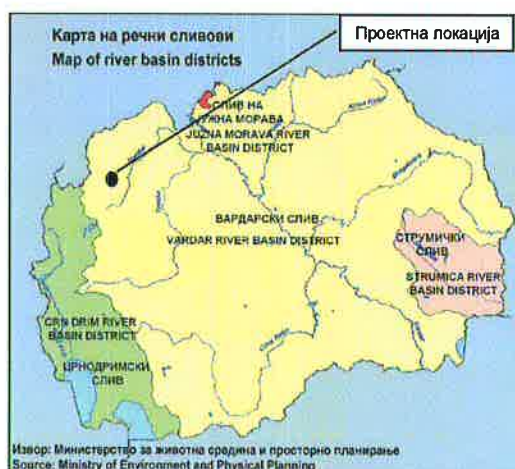 Карта на речни сливови
Map of river basin districts
Проектна локација
СЛИВ НА
ЈУЖНА МОРАВА
JUZNA MORAVA RIVER
BASIN DISTRICT
ВАРДАРСКИ СЛИВ
VARDAR RIVER BASIN DISTRICT
СТРУМИЧКИ
СЛИВ
STRUMICA RIVER
BASIN DISTRICT
CRN DRIM RIVER
BASIN DISTRICT
ЦРНОДРИМСКИ
СЛИВ
Извор: Министерство за животна средина и просторно планирање
Source: Ministry of Environment and Physical Planning